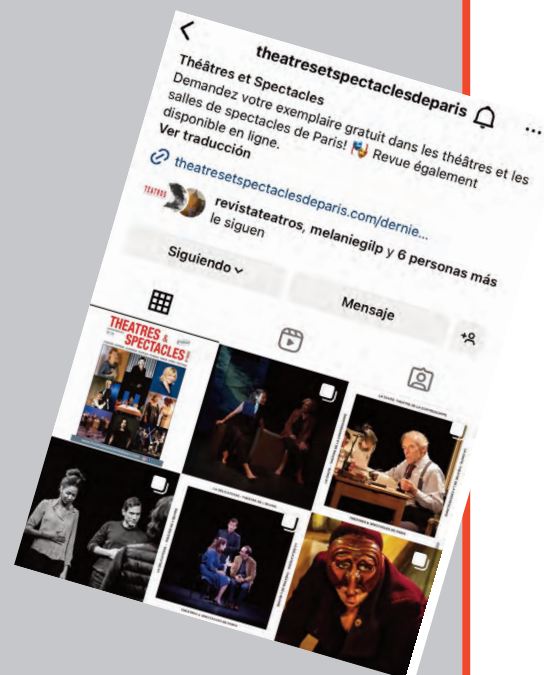 theatresetspectaclesdeparis
Théâtres et Spectacles
Demandez votre exemplaire gratuit dans les théâtres et les
salles de spectacles de Paris! 🎭 Revue également
disponible en ligne.
Ver traducción
theatresetspectaclesdeparis.com/dernie...
TEATROS
revistateatros, melaniegilp y 6 personas más
le siguen
Siguiendo
Mensaje
THEATRES &
SPECTACLES